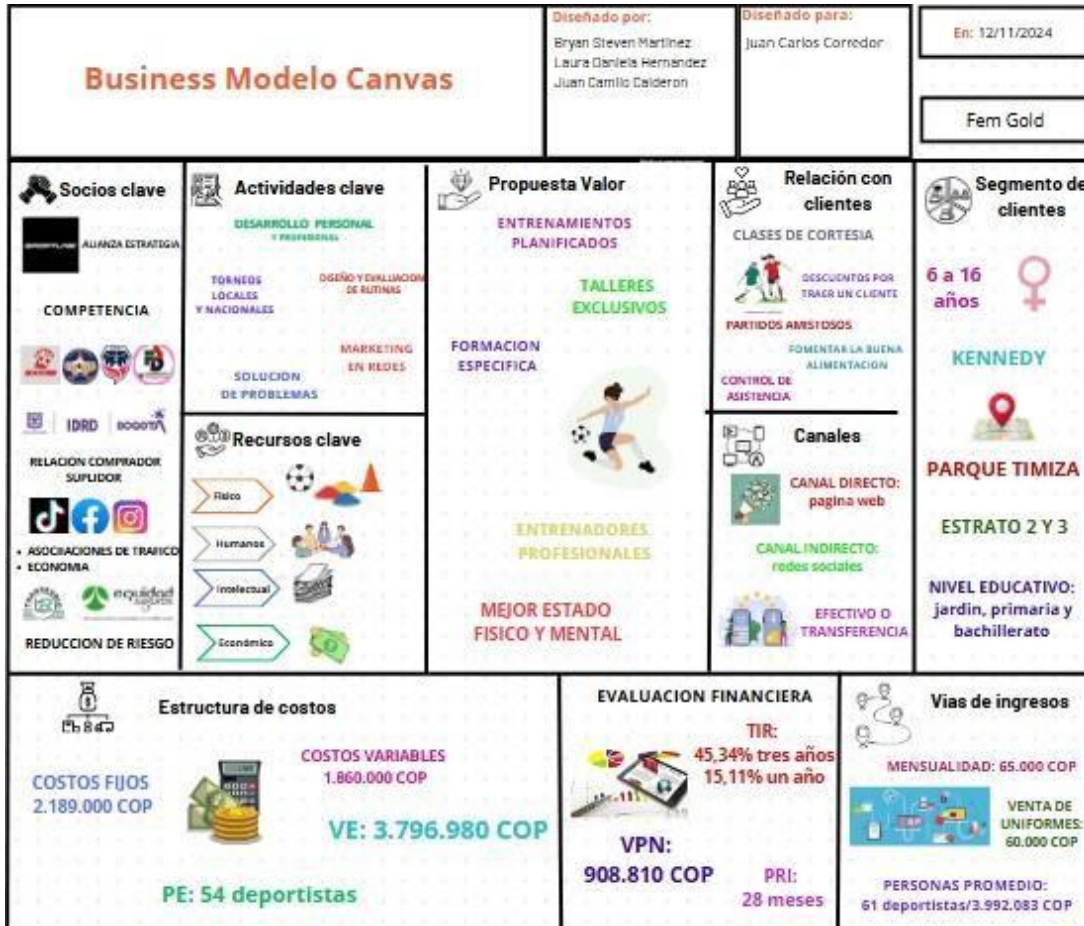 Business Modelo Canvas
Diseñado por:
Bryan Steven Martinez
Laura Daniela Hernandez
Juan Camilo Calderon
Diseñado para:
Juan Carlos Corredor
En: 12/11/2024
Fem Gold
Socios clave
ALIANZA ESTRATEGIA
COMPETENCIA
IDRD
BOGOTÁ
RELACION COMPRADOR
SUPLIDOR
• ASOCIACIONES DE TRAFICO
• ECONOMIA
equidad
seguros
REDUCCION DE RIESGO
Actividades clave
DESARROLLO PERSONAL
Y PROFESIONAL
TORNEOS
LOCALES
Y NACIONALES
DISEÑO Y EVALUACION
DE RUTINAS
MARKETING
EN REDES
SOLUCION
DE PROBLEMAS
Recursos clave
Fisico
Humanos
Intelectual
Económico
Propuesta Valor
ENTRENAMIENTOS
PLANIFICADOS
TALLERES
EXCLUSIVOS
FORMACION
ESPECIFICA
ENTRENADORES
PROFESIONALES
MEJOR ESTADO
FISICO Y MENTAL
Relación con
clientes
CLASES DE CORTESIA
DESCUENTOS POR
TRAER UN CLIENTE
PARTIDOS AMISTOSOS
FOMENTAR LA BUENA
ALIMENTACION
CONTROL DE
ASISTENCIA
Canales
CANAL DIRECTO:
pagina web
CANAL INDIRECTO:
redes sociales
EFECTIVO O
TRANSFERENCIA
Segmento de
clientes
6 a 16
años
KENNEDY
PARQUE TIMIZA
ESTRATO 2 Y 3
NIVEL EDUCATIVO:
jardin, primaria y
bachillerato
Estructura de costos
COSTOS FIJOS
2.189.000 COP
COSTOS VARIABLES
1.860.000 COP
VE: 3.796.980 COP
PE: 54 deportistas
EVALUACION FINANCIERA
TIR:
45,34% tres años
15,11% un año
VPN:
908.810 COP
PRI:
28 meses
Vias de ingresos
MENSUALIDAD: 65.000 COP
VENTA DE
UNIFORMES:
60.000 COP
PERSONAS PROMEDIO:
61 deportistas/3.992.083 COP